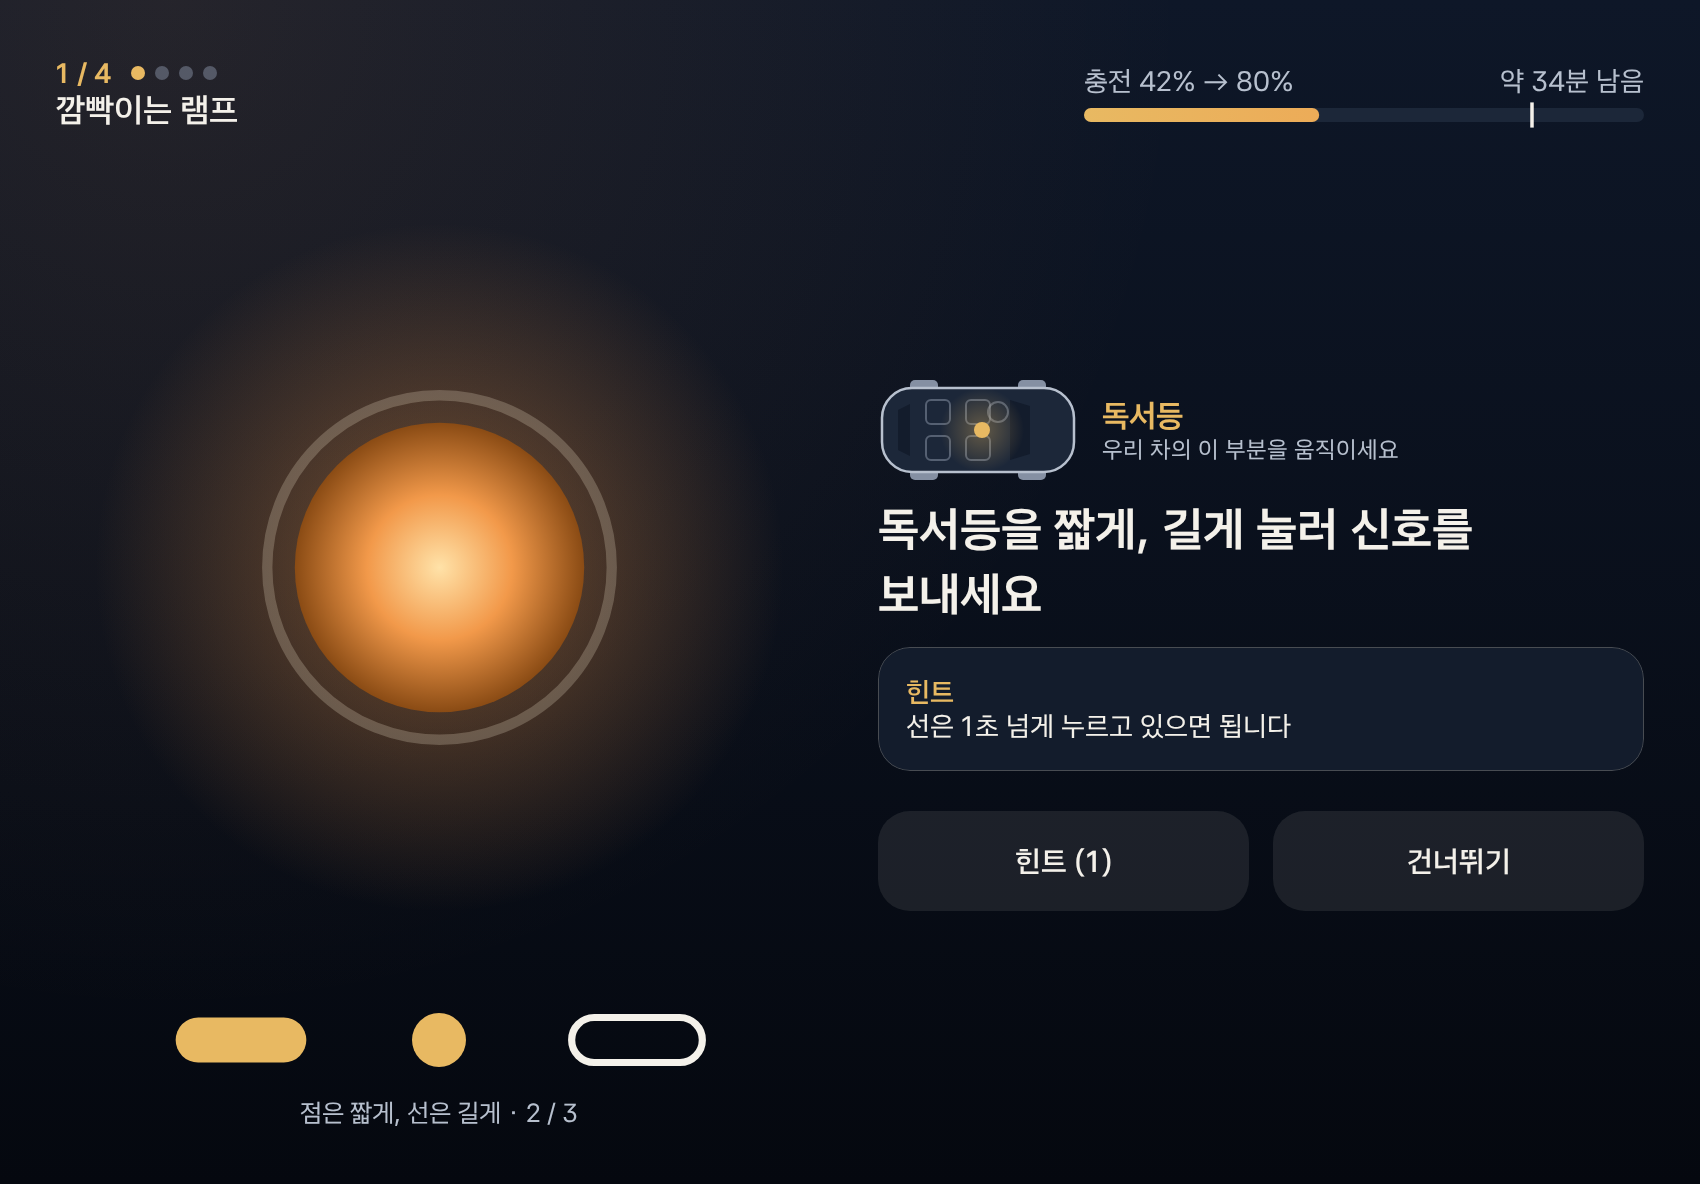 1 / 4
깜빡이는 램프
충전 42% → 80%
약 34분 남음
독서등
우리 차의 이 부분을 움직이세요
독서등을 짧게, 길게 눌러 신호를
보내세요
힌트
선은 1초 넘게 누르고 있으면 됩니다
힌트 (1)
건너뛰기
점은 짧게, 선은 길게 · 2 / 3